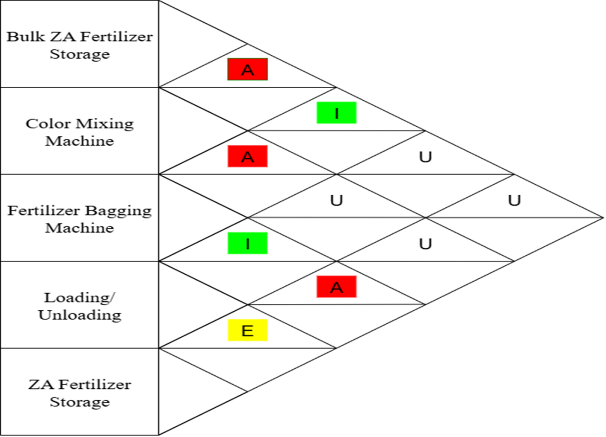 Bulk ZA Fertilizer
Storage
A
I
Color Mixing
Machine
A
U
U
U
Fertilizer Bagging
Machine
I
U
A
Loading/
Unloading
E
ZA Fertilizer
Storage